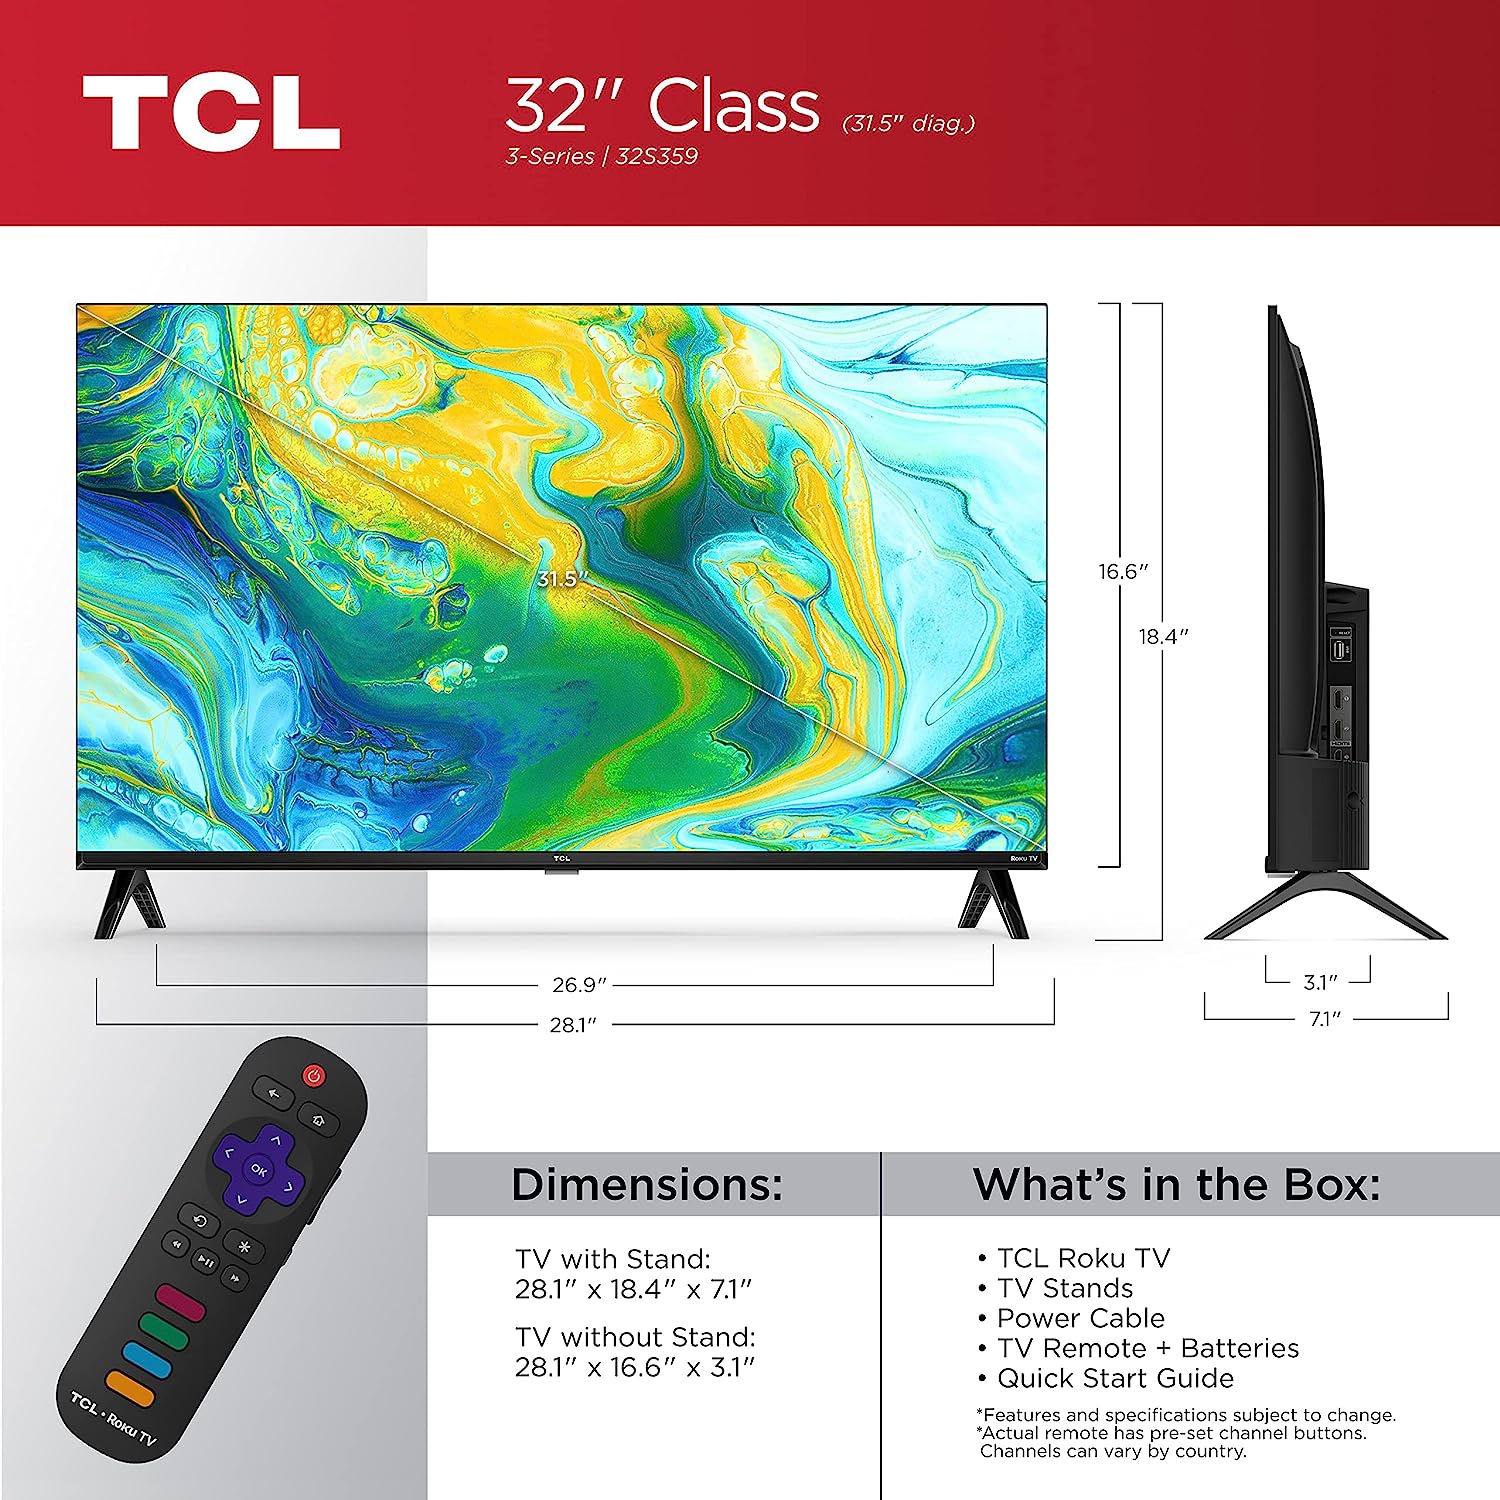 TCL
32" Class (31.5" diag.)
3-Series | 32S359
31.5"
TCL
Roku TV
16.6"
18.4"
RESET
HDMI
26.9"
28.1"
3.1"
7.1"
OK
TCL • Roku TV
Dimensions:
TV with Stand:
28.1" x 18.4" x 7.1"
TV without Stand:
28.1" x 16.6" x 3.1"
What's in the Box:
• TCL Roku TV
• TV Stands
• Power Cable
• TV Remote + Batteries
• Quick Start Guide
*Features and specifications subject to change.
*Actual remote has pre-set channel buttons.
Channels can vary by country.